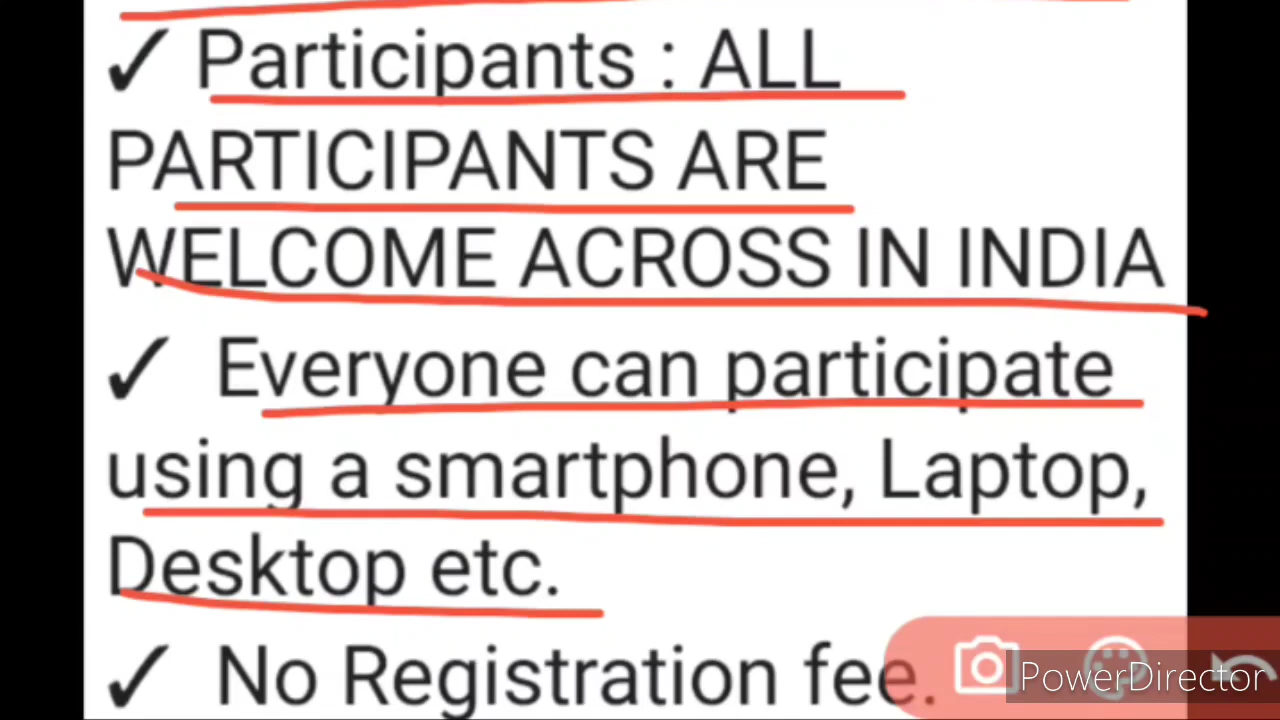 ✓ Participants : ALL
PARTICIPANTS ARE
WELCOME ACROSS IN INDIA
✓ Everyone can participate
using a smartphone, Laptop,
Desktop etc.
✓ No Registration fee.
PowerDirector